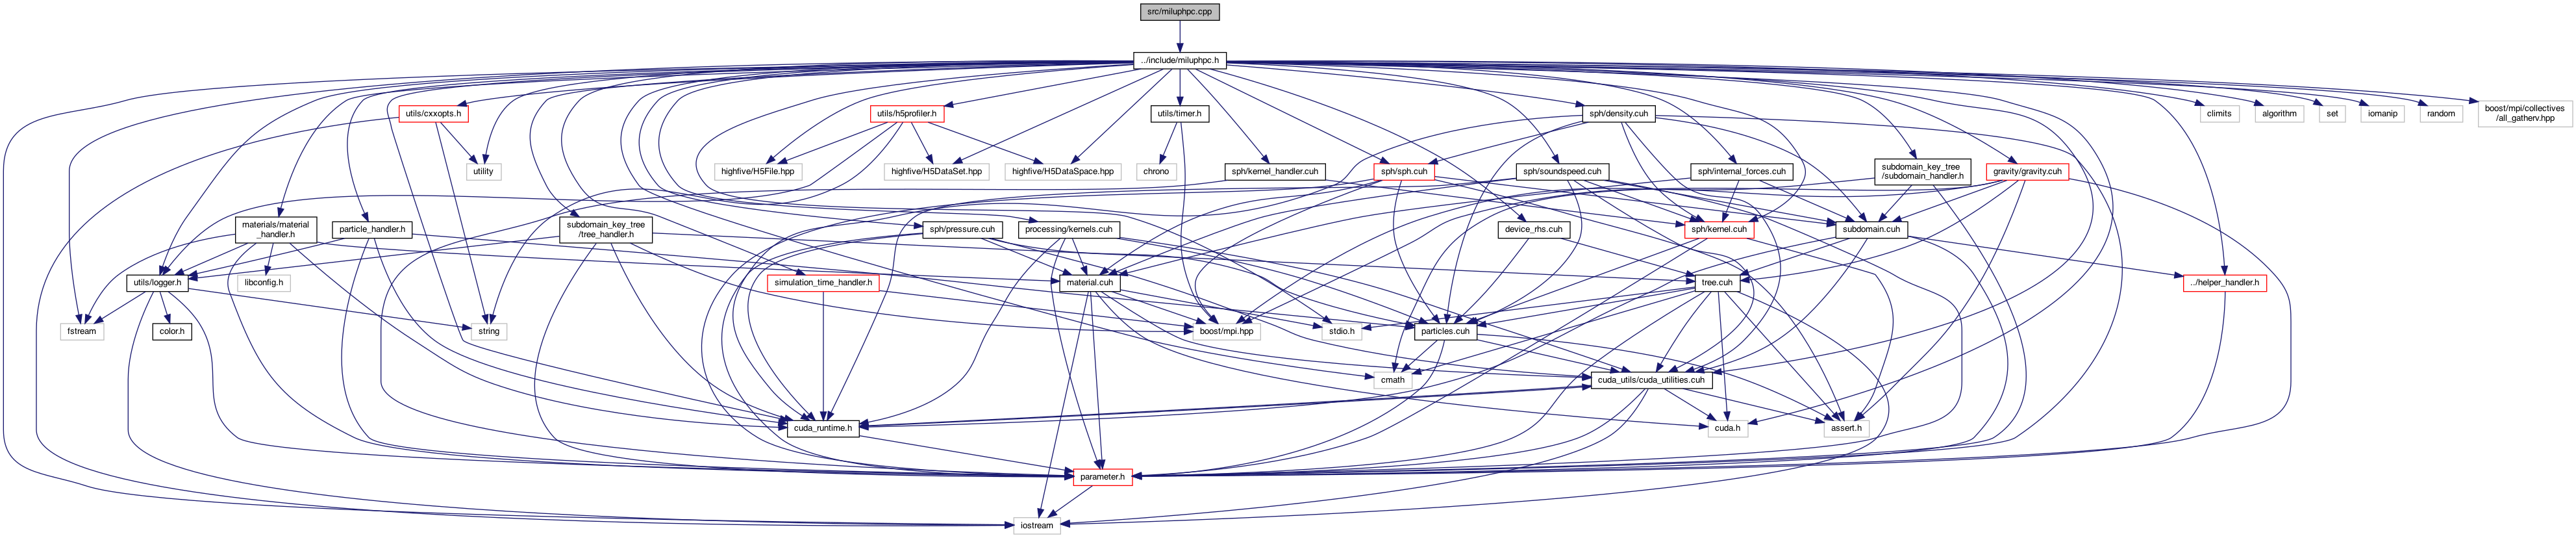 src/miluphpc.cpp
../include/miluphpc.h
utils/cxxopts.h
utils/h5profiler.h
utils/timer.h
sph/density.cuh
climits
algorithm
set
iomanip
random
boost/mpi/collectives
/all_gatherv.hpp
utility
highfive/H5File.hpp
highfive/H5DataSet.hpp
highfive/H5DataSpace.hpp
chrono
sph/kernel_handler.cuh
sph/sph.cuh
sph/soundspeed.cuh
sph/internal_forces.cuh
subdomain_key_tree
/subdomain_handler.h
gravity/gravity.cuh
materials/material
_handler.h
particle_handler.h
subdomain_key_tree
/tree_handler.h
sph/pressure.cuh
processing/kernels.cuh
device_rhs.cuh
sph/kernel.cuh
subdomain.cuh
utils/logger.h
libconfig.h
simulation_time_handler.h
material.cuh
tree.cuh
../helper_handler.h
fstream
color.h
string
boost/mpi.hpp
stdio.h
particles.cuh
cmath
cuda_utils/cuda_utilities.cuh
cuda_runtime.h
cuda.h
assert.h
parameter.h
iostream